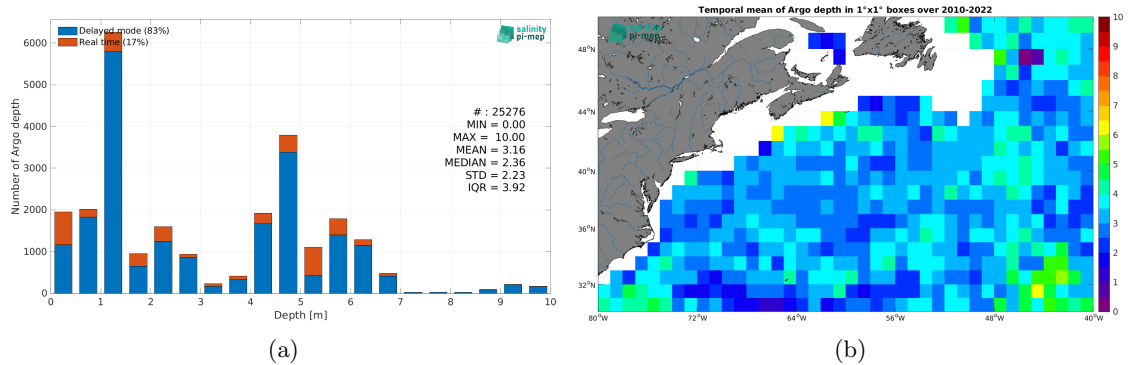 Delayed mode (83%)
Real time (17%)
salinity
pi-mep
6000
5000
4000
3000
2000
1000
0
Number of Argo depth
# : 25276
MIN = 0.00
MAX = 10.00
MEAN = 3.16
MEDIAN = 2.36
STD = 2.23
IQR = 3.92
0 1 2 3 4 5 6 7 8 9 10
Depth [m]
(a)
Temporal mean of Argo depth in 1°x1° boxes over 2010-2022
salinity
pi-mep
48°N
44°N
40°N
36°N
32°N
80°W 72°W 64°W 56°W 48°W 40°W
10
9
8
7
6
5
4
3
2
1
0
(b)